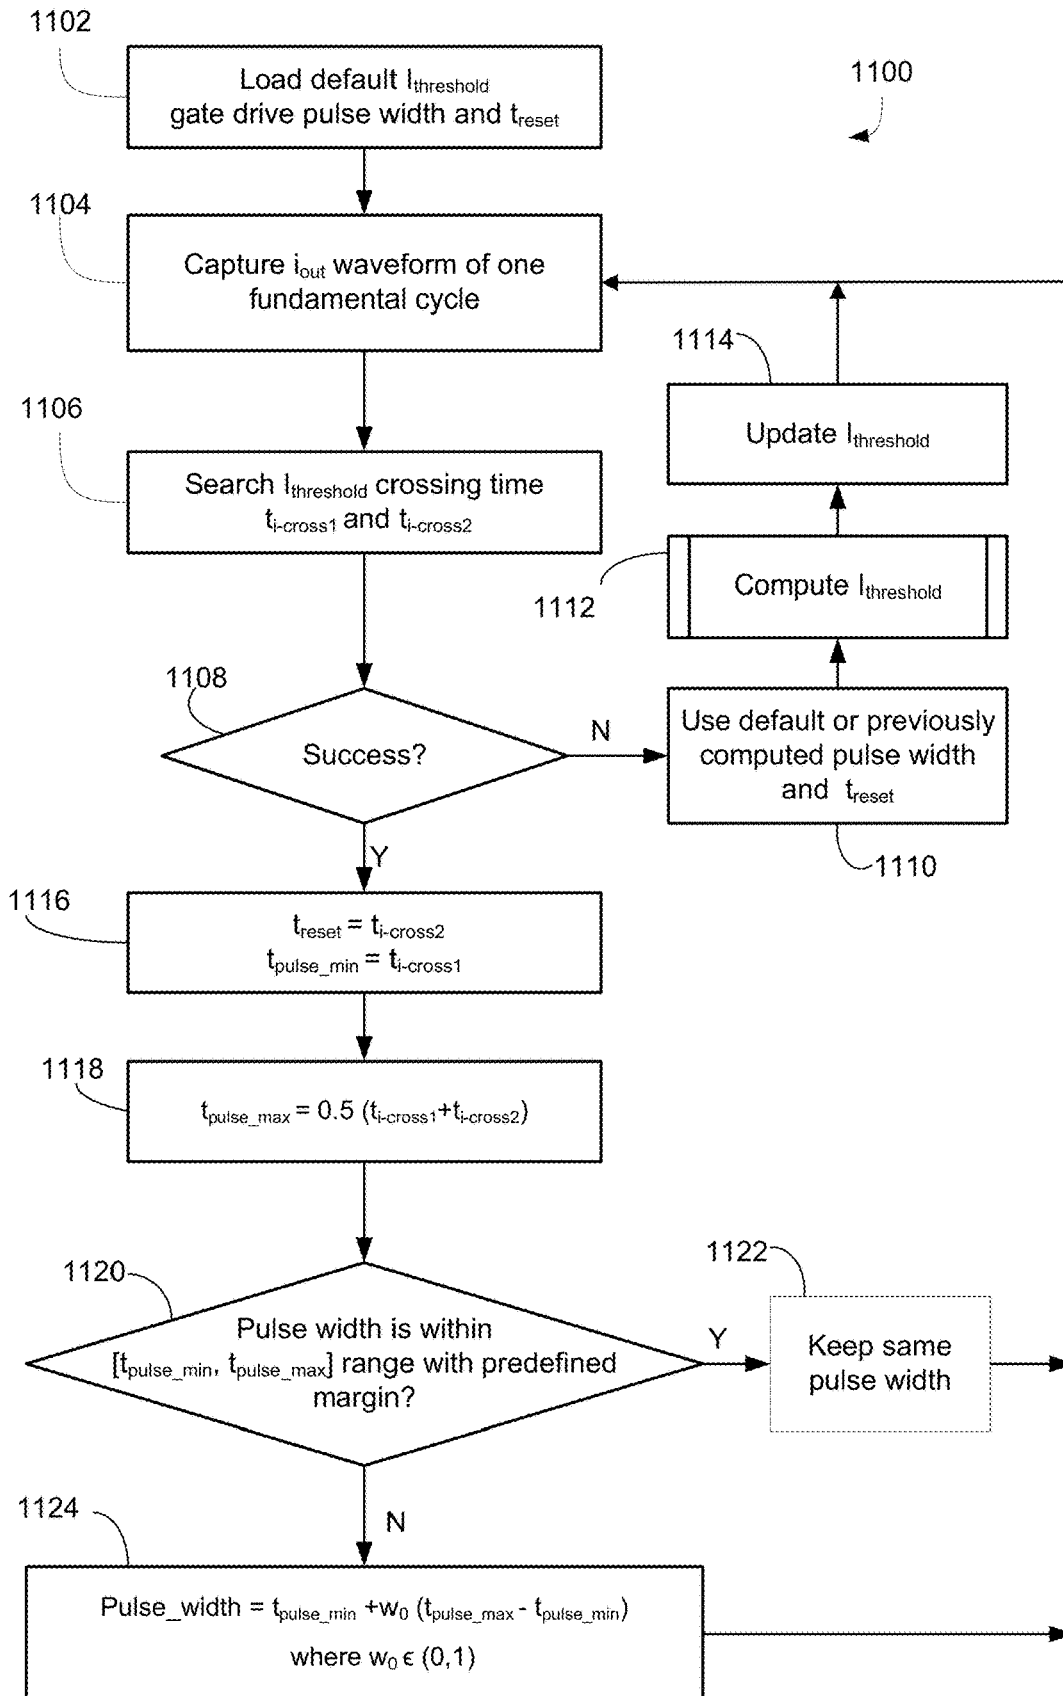 1102
Load default Ithreshold
gate drive pulse width and treset
1100
1104
Capture iout waveform of one
fundamental cycle
1114
Update Ithreshold
1106
Search Ithreshold crossing time
ti-cross1 and ti-cross2
1112
Compute Ithreshold
1108
Success?
N
Use default or previously
computed pulse width
and treset
1110
Y
1116
treset = ti-cross2
tpulse_min = ti-cross1
1118
tpulse_max = 0.5 (ti-cross1+ti-cross2)
1120
Pulse width is within
[tpulse_min, tpulse_max] range with predefined
margin?
Y
1122
Keep same
pulse width
N
1124
Pulse_width = tpulse_min +w0 (tpulse_max - tpulse_min)
where w0 ϵ (0,1)